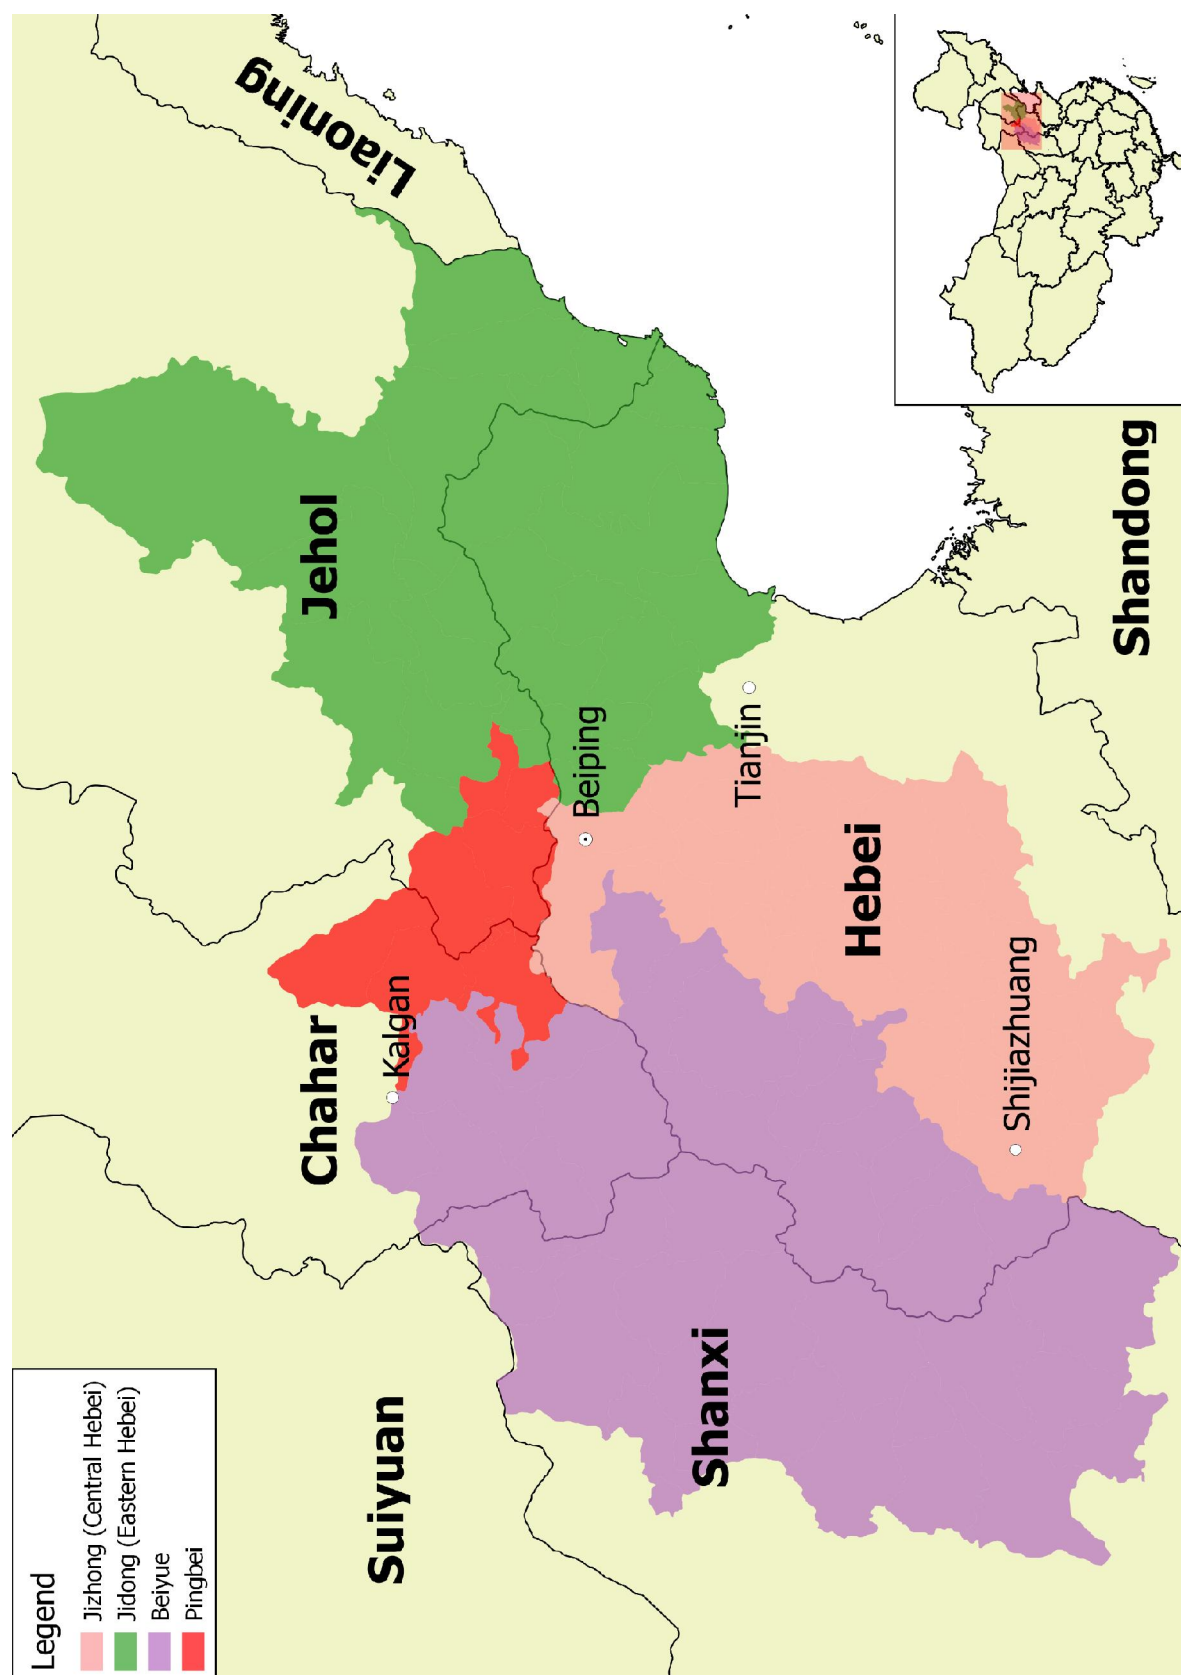 Legend
Jizhong (Central Hebei)
Jidong (Eastern Hebei)
Beiyue
Pingbei
Suiyuan
Chahar
Kalgan
Jehol
Liaoning
Beiping
Tianjin
Shanxi
Hebei
Shijiazhuang
Shandong